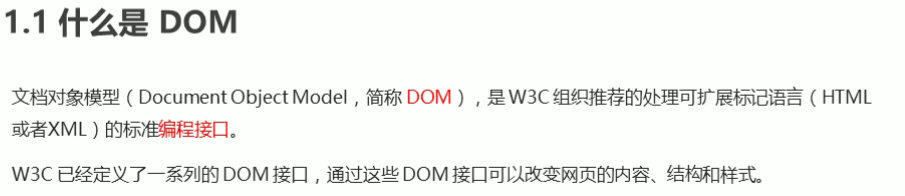 1.1 什么是 DOM
文档对象模型（Document Object Model，简称 DOM），是 W3C 组织推荐的处理可扩展标记语言（HTML
或者XML）的标准编程接口。
W3C 已经定义了一系列的 DOM 接口，通过这些 DOM 接口可以改变网页的内容、结构和样式。